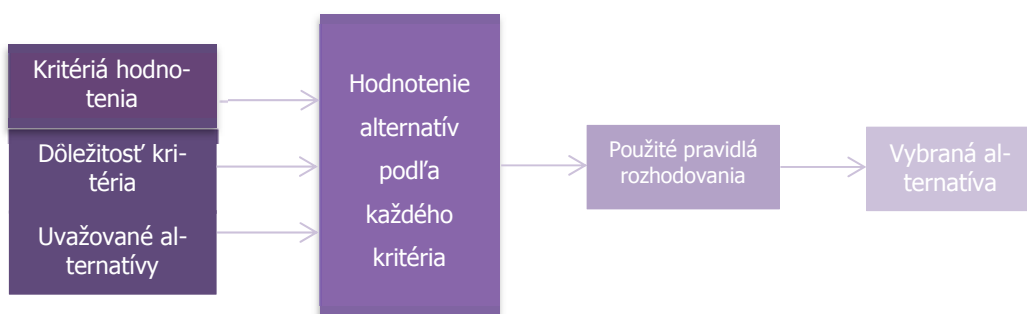 Kritériá hodno-
tenia
Dôležitosť kri-
téria
Uvažované al-
ternatívy
Hodnotenie
alternatív
podľa
každého
kritéria
Použité pravidlá
rozhodovania
Vybraná al-
ternatíva